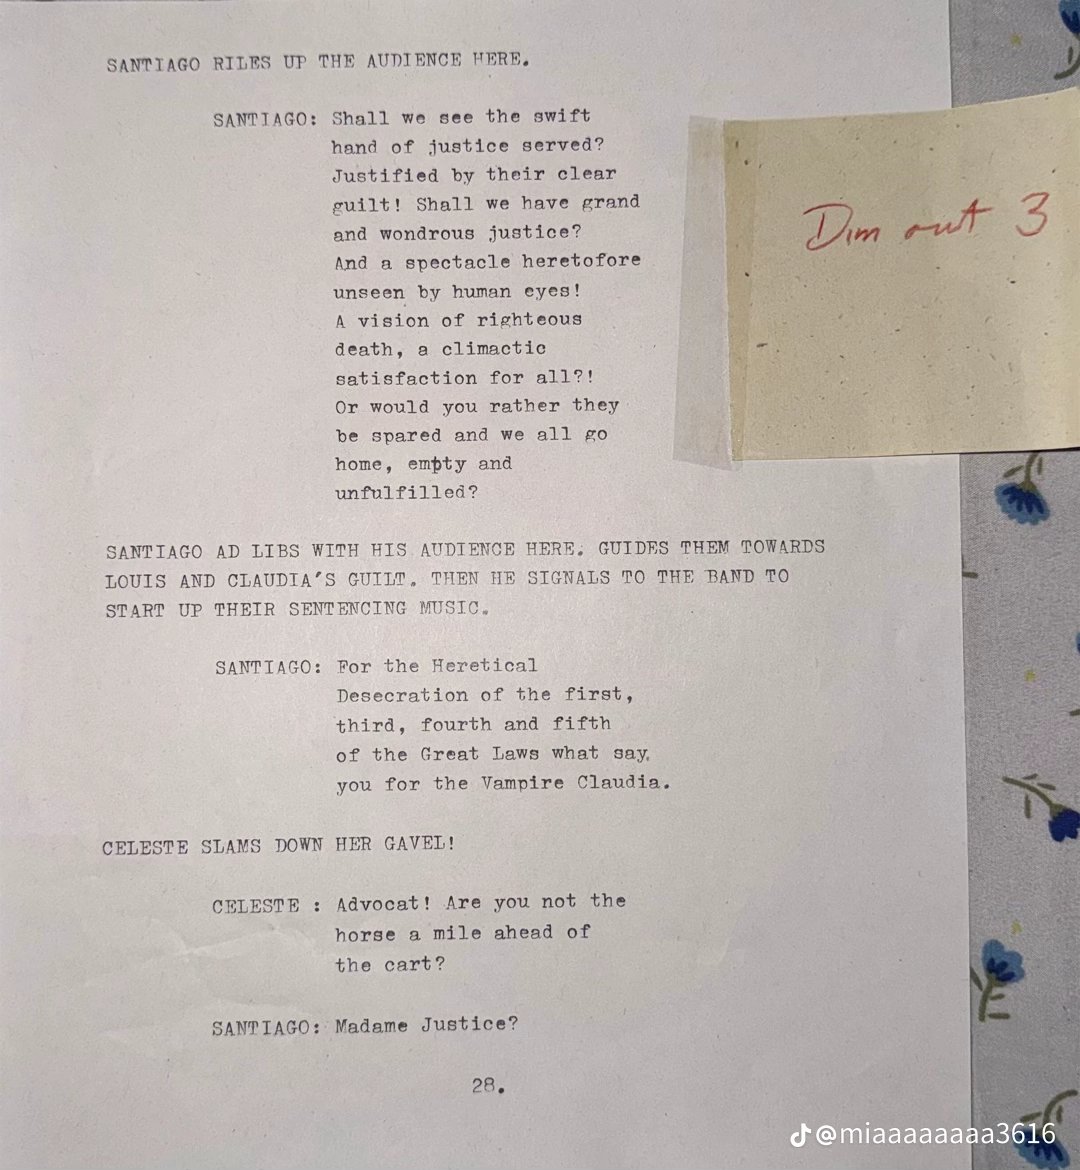 SANTIAGO RILES UP THE AUDIENCE HERE.
SANTIAGO: Shall we see the swift
hand of justice served?
Justified by their clear
guilt! Shall we have grand
and wondrous justice?
And a spectacle heretofore
unseen by human eyes!
A vision of righteous
death, a climactic
satisfaction for all?!
Or would you rather they
be spared and we all go
home, empty and
unfulfilled?
Dim out 3
SANTIAGO AD LIBS WITH HIS AUDIENCE HERE. GUIDES THEM TOWARDS
LOUIS AND CLAUDIA'S GUILT. THEN HE SIGNALS TO THE BAND TO
START UP THEIR SENTENCING MUSIC.
SANTIAGO: For the Heretical
Desecration of the first,
third, fourth and fifth
of the Great Laws what say,
you for the Vampire Claudia.
CELESTE SLAMS DOWN HER GAVEL!
CELESTE : Advocat! Are you not the
horse a mile ahead of
the cart?
SANTIAGO: Madame Justice?
28.
@miaaaaaaaa3616